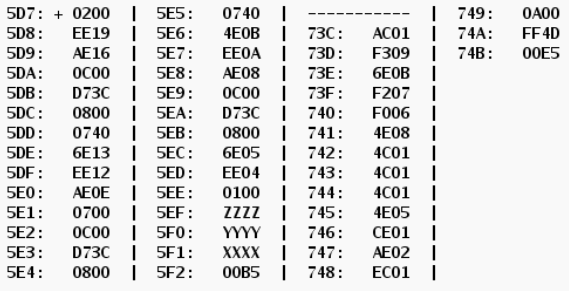 5D7: + 0200 | 5E5: 0740 | ----------- | 749: 0A00
5D8: EE19 | 5E6: 4E0B | 73C: AC01 | 74A: FF4D
5D9: AE16 | 5E7: EE0A | 73D: F309 | 74B: 00E5
5DA: 0C00 | 5E8: AE08 | 73E: 6E0B |
5DB: D73C | 5E9: 0C00 | 73F: F207 |
5DC: 0800 | 5EA: D73C | 740: F006 |
5DD: 0740 | 5EB: 0800 | 741: 4E08 |
5DE: 6E13 | 5EC: 6E05 | 742: 4C01 |
5DF: EE12 | 5ED: EE04 | 743: 4C01 |
5E0: AE0E | 5EE: 0100 | 744: 4C01 |
5E1: 0700 | 5EF: ZZZZ | 745: 4E05 |
5E2: 0C00 | 5F0: YYYY | 746: CE01 |
5E3: D73C | 5F1: XXXX | 747: AE02 |
5E4: 0800 | 5F2: 00B5 | 748: EC01 |